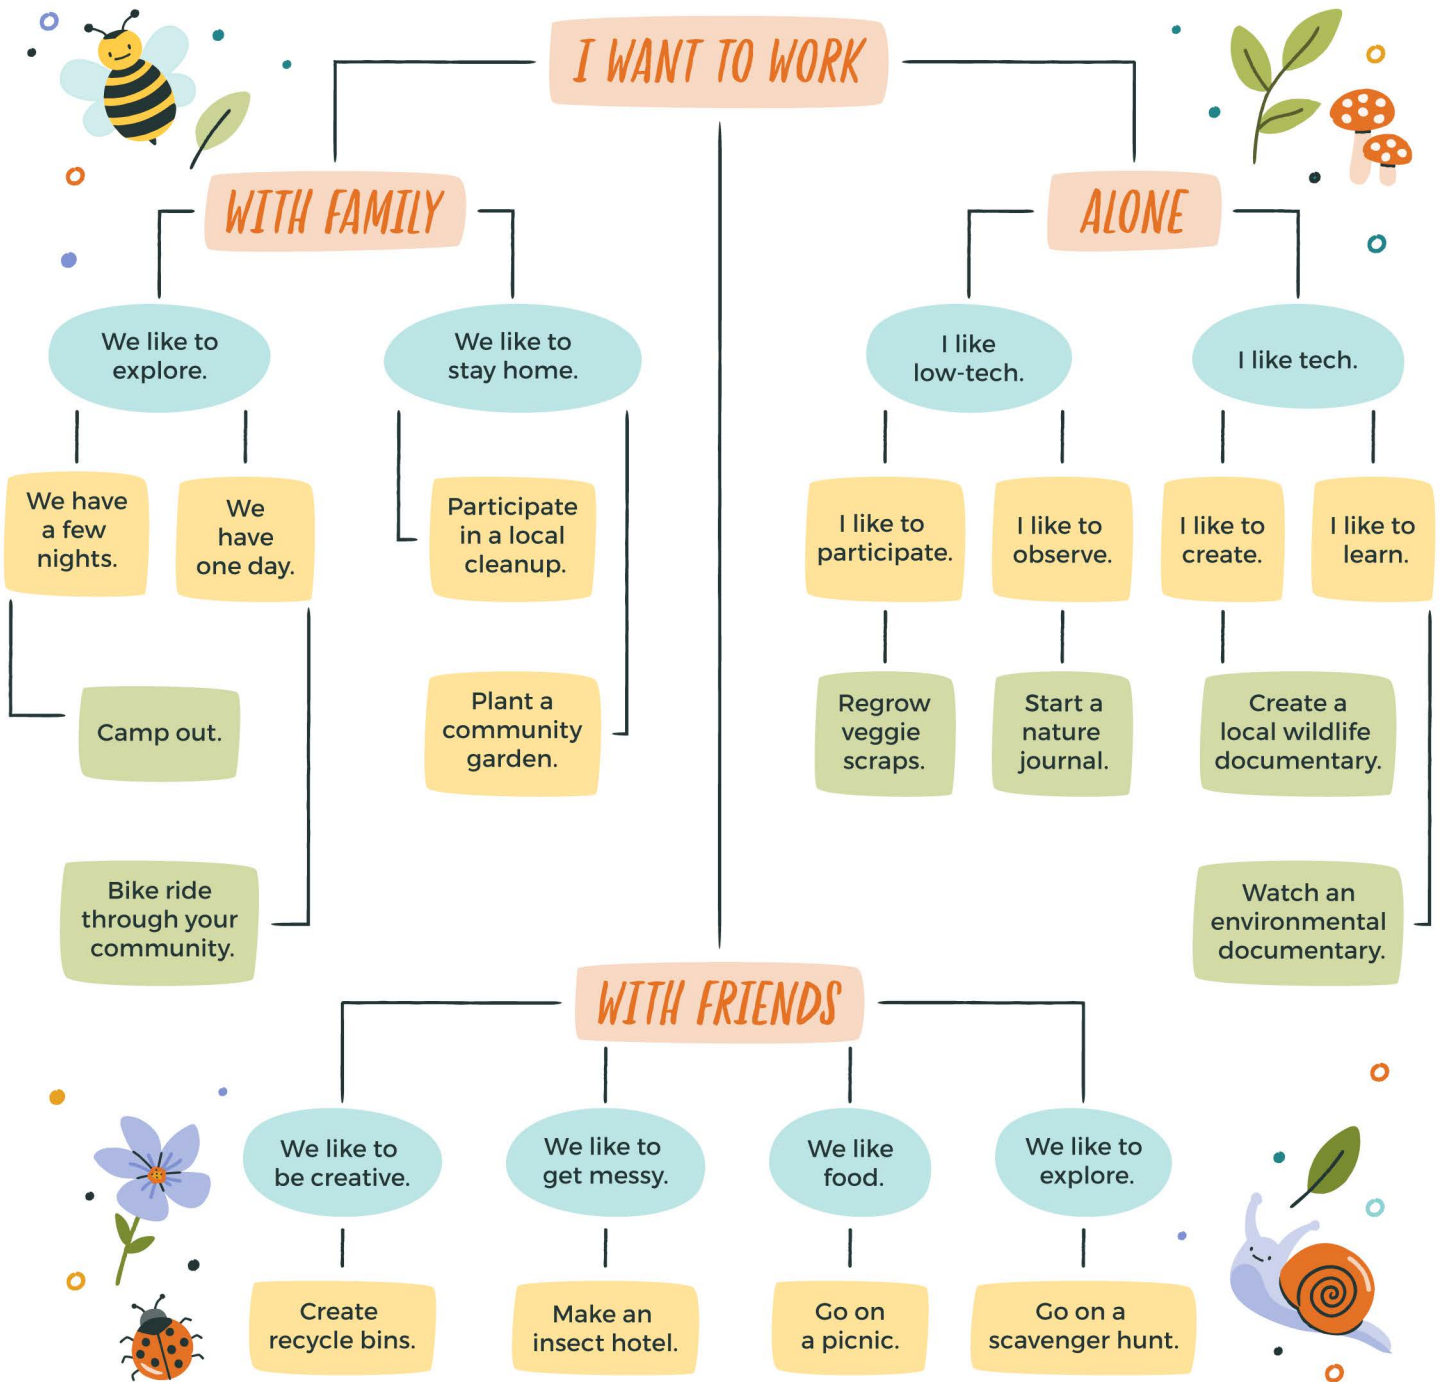 I WANT TO WORK
WITH FAMILY
ALONE
We like to
explore.
We like to
stay home.
I like
low-tech.
I like tech.
We have
a few
nights.
We
have
one day.
Participate
in a local
cleanup.
I like to
participate.
I like to
observe.
I like to
create.
I like to
learn.
Camp out.
Plant a
community
garden.
Regrow
veggie
scraps.
Start a
nature
journal.
Create a
local wildlife
documentary.
Bike ride
through your
community.
Watch an
environmental
documentary.
WITH FRIENDS
We like to
be creative.
We like to
get messy.
We like
food.
We like to
explore.
Create
recycle bins.
Make an
insect hotel.
Go on
a picnic.
Go on a
scavenger hunt.